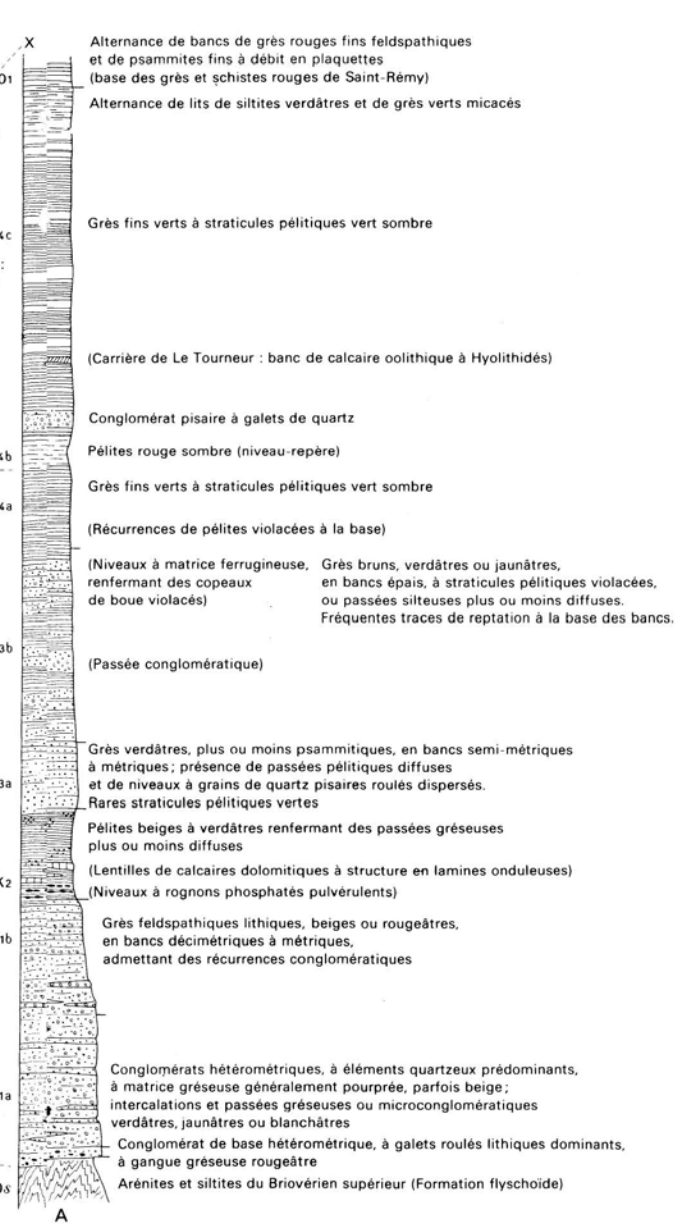 X
Alternance de bancs de grès rouges fins feldspathiques
et de psammites fins à débit en plaquettes
(base des grès et schistes rouges de Saint-Rémy)
O1
Alternance de lits de siltites verdâtres et de grès verts micacés
Grès fins verts à straticules pélitiques vert sombre
4c
:
(Carrière de Le Tourneur : banc de calcaire oolithique à Hyolithidés)
Conglomérat pisaire à galets de quartz
4b
Pélites rouge sombre (niveau-repère)
Grès fins verts à straticules pélitiques vert sombre
4a
(Récurrences de pélites violacées à la base)
(Niveaux à matrice ferrugineuse,
renfermant des copeaux
de boue violacés)
Grès bruns, verdâtres ou jaunâtres,
en bancs épais, à straticules pélitiques violacées,
ou passées silteuses plus ou moins diffuses.
Fréquentes traces de reptation à la base des bancs.
3b
(Passée conglomératique)
Grès verdâtres, plus ou moins psammitiques, en bancs semi-métriques
à métriques; présence de passées pélitiques diffuses
3a
et de niveaux à grains de quartz pisaires roulés dispersés.
Rares straticules pélitiques vertes
Pélites beiges à verdâtres renfermant des passées gréseuses
plus ou moins diffuses
(Lentilles de calcaires dolomitiques à structure en lamines onduleuses)
K2
(Niveaux à rognons phosphatés pulvérulents)
Grès feldspathiques lithiques, beiges ou rougeâtres,
1b
en bancs décimétriques à métriques,
admettant des récurrences conglomératiques
Conglomérats hétérométriques, à éléments quartzeux prédominants,
à matrice gréseuse généralement pourprée, parfois beige;
1a
intercalations et passées gréseuses ou microconglomératiques
verdâtres, jaunâtres ou blanchâtres
Conglomérat de base hétérométrique, à galets roulés lithiques dominants,
à gangue gréseuse rougeâtre
Arénites et siltites du Briovérien supérieur (Formation flyschoïde)
A